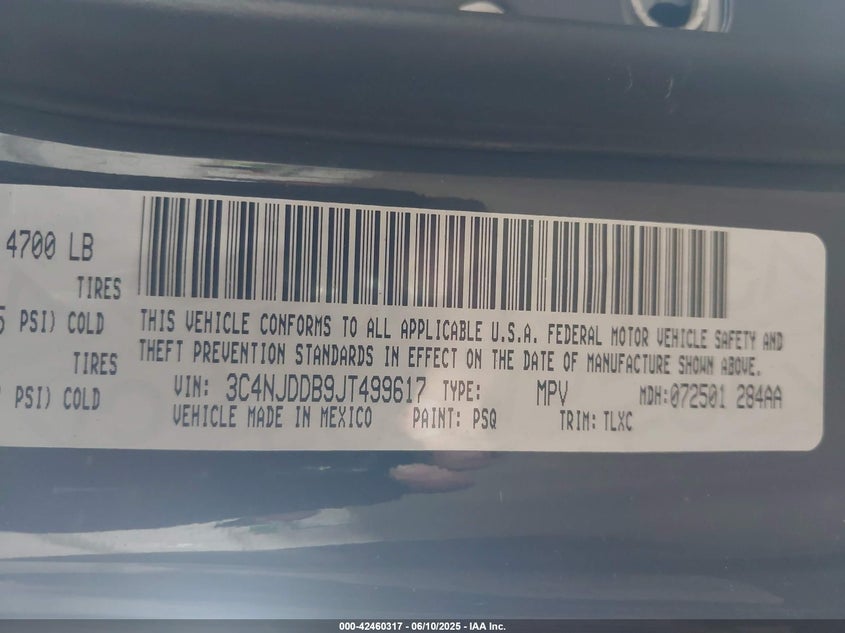 4700 LB
TIRES
PSI) COLD
TIRES
PSI) COLD
THIS VEHICLE CONFORMS TO ALL APPLICABLE U.S.A. FEDERAL MOTOR VEHICLE SAFETY AND
THEFT PREVENTION STANDARDS IN EFFECT ON THE DATE OF MANUFACTURE SHOWN ABOVE.
VIN: 3C4NJDDB9JT499617 TYPE: MPV MDH:072501 284AA
VEHICLE MADE IN MEXICO PAINT: PSQ TRIM: TLXC
000-42460317 - 06/10/2025 - IAA Inc.